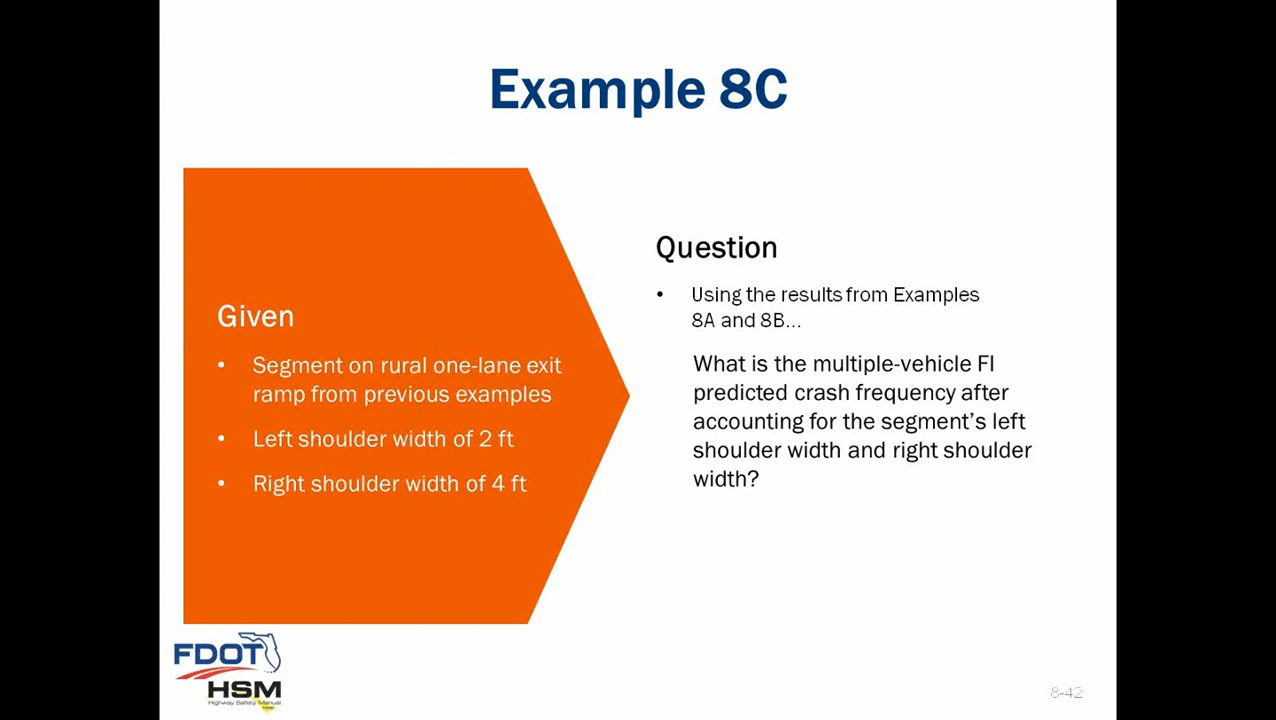 Example 8C
Given
• Segment on rural one-lane exit
ramp from previous examples
• Left shoulder width of 2 ft
• Right shoulder width of 4 ft
Question
• Using the results from Examples
8A and 8B...
What is the multiple-vehicle FI
predicted crash frequency after
accounting for the segment's left
shoulder width and right shoulder
width?
FDOT
HSM
Highway Safety Manual
8-42